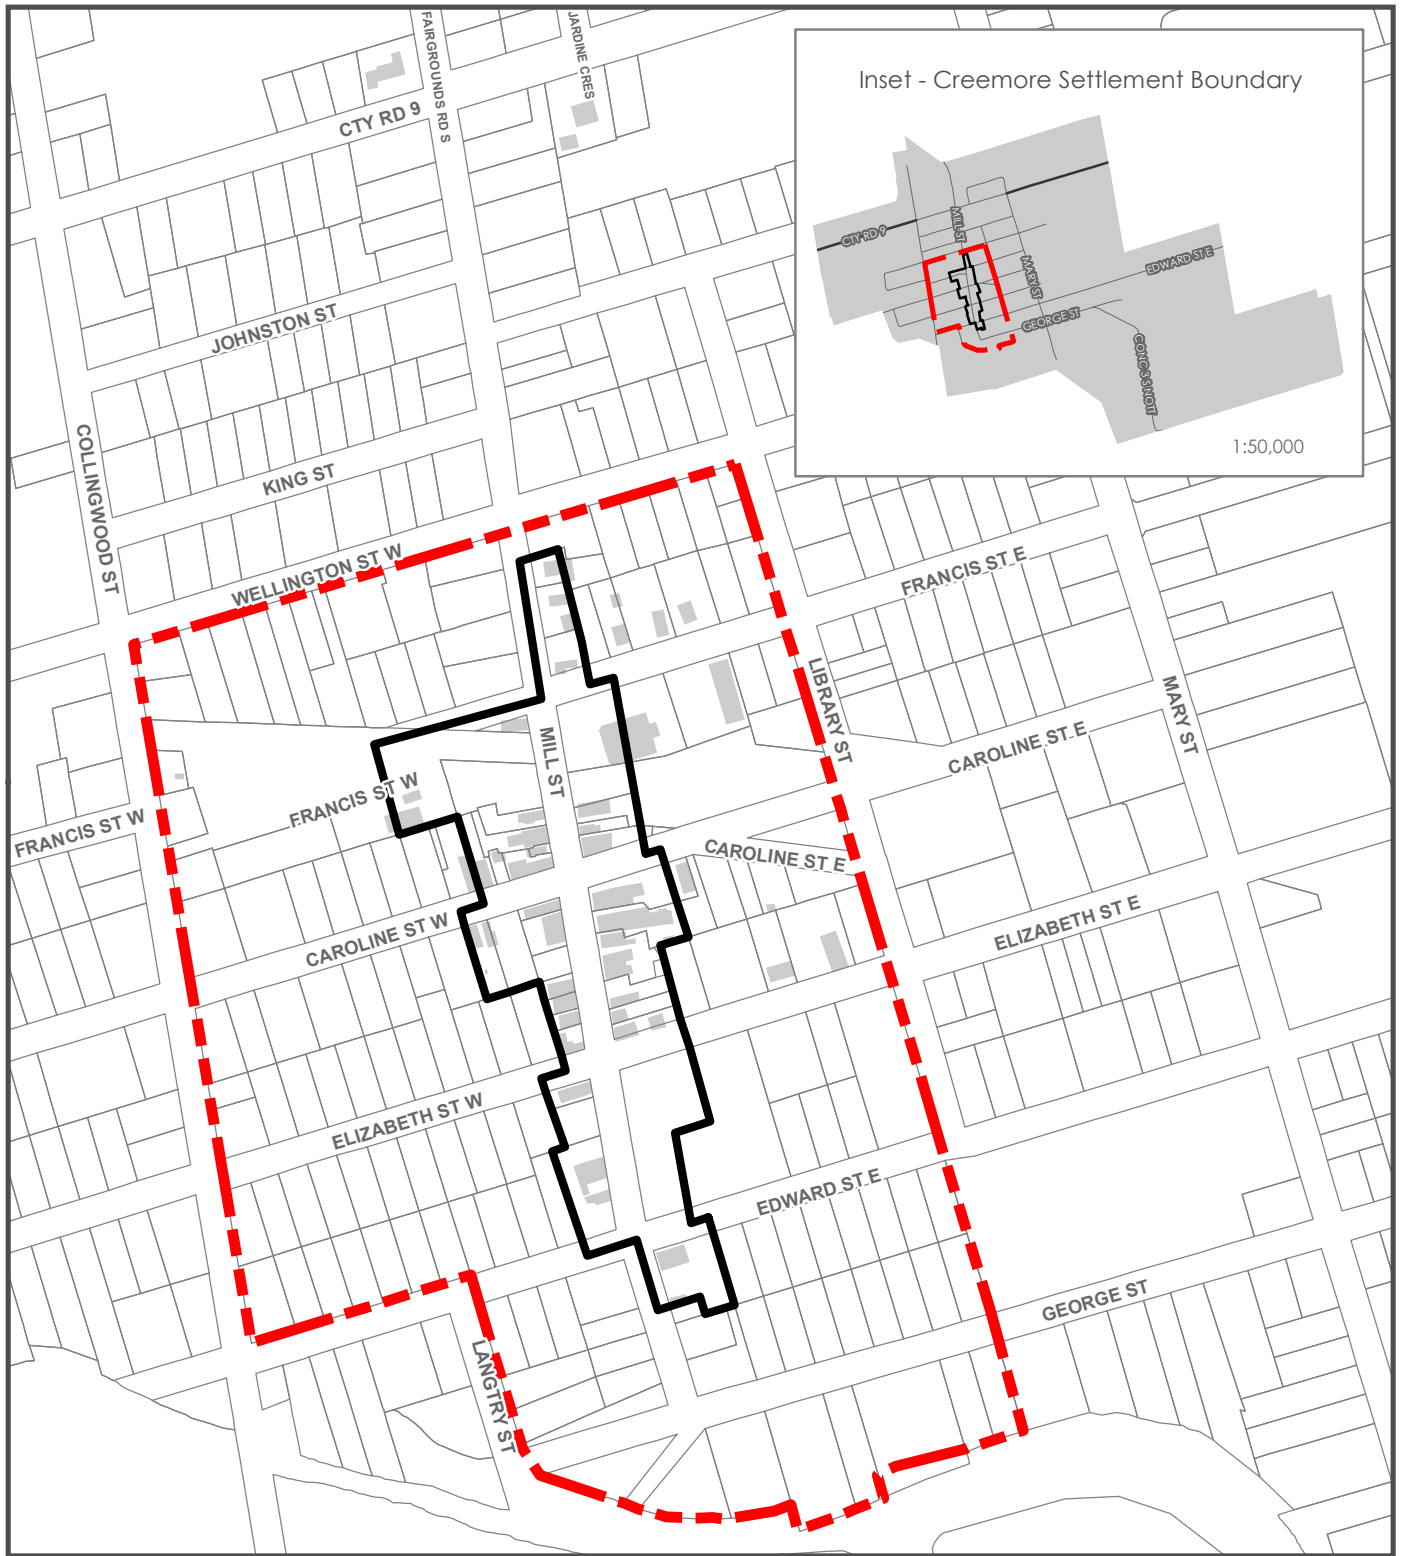 FAIRGROUNDS RD S
JARDINE CRES
CTY RD 9
Inset - Creemore Settlement Boundary
MILL ST
CTY RD 9
MARY ST
EDWARD ST E
GEORGE ST
CONC 3 S NOTT
1:50,000
JOHNSTON ST
COLLINGWOOD ST
KING ST
WELLINGTON ST W
FRANCIS ST E
LIBRARY ST
MARY ST
MILL ST
CAROLINE ST E
FRANCIS ST W
FRANCIS ST W
CAROLINE ST E
CAROLINE ST W
ELIZABETH ST E
ELIZABETH ST W
EDWARD ST E
GEORGE ST
LANGTRY ST